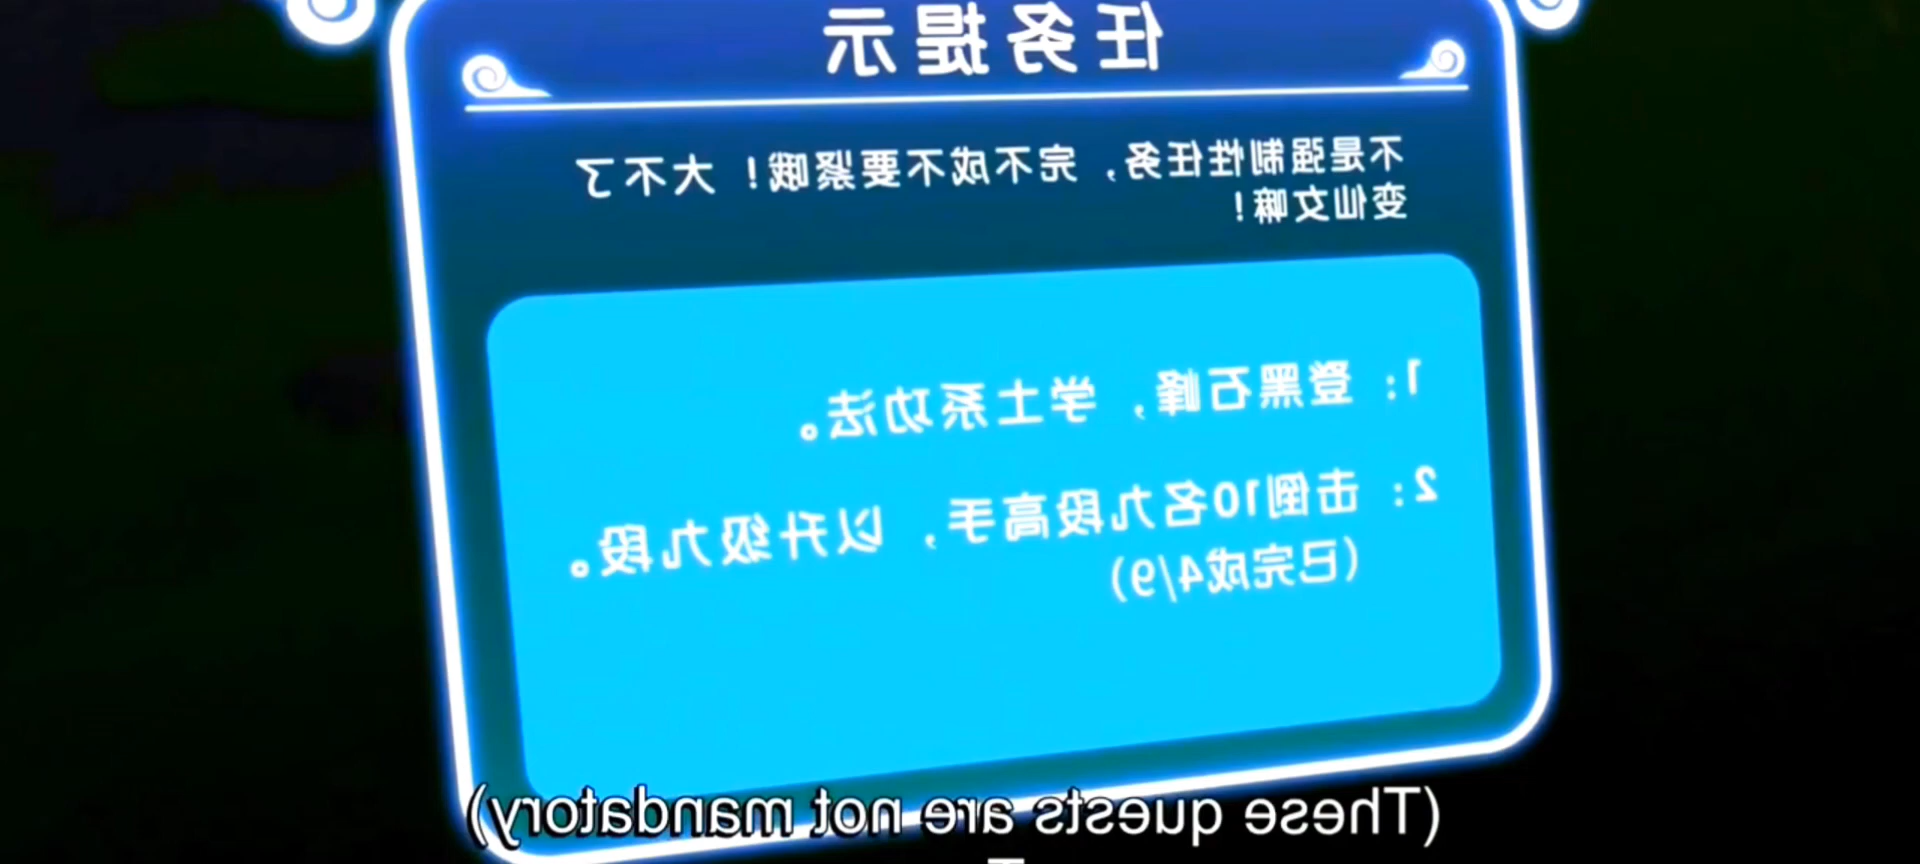 任务提示
不是强制性任务，完不成不要紧哦！大不了
变仙女嘛！
1：登黑石峰，学土系功法。
2：击倒10名九段高手，以升级九段。
(已完成4/9)
(These quests are not mandatory)